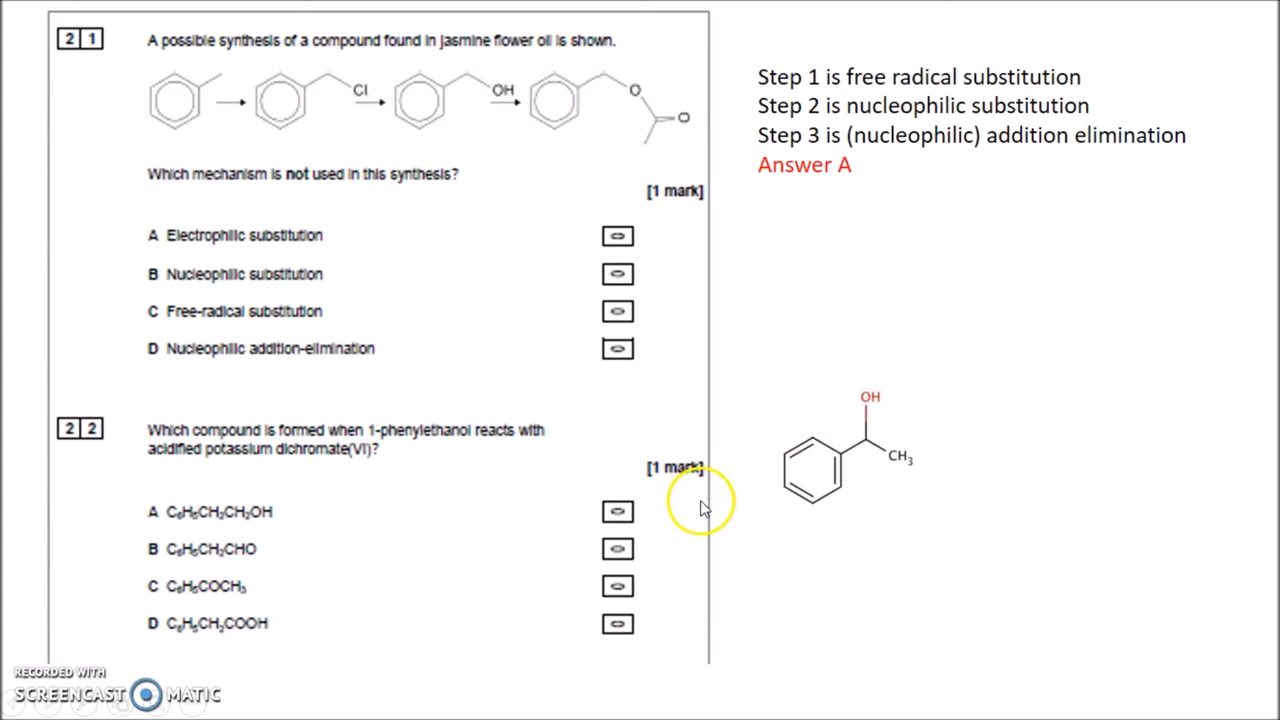 2 1
A possible synthesis of a compound found in jasmine flower oil is shown.
Cl
OH
O
O
Which mechanism is not used in this synthesis?
[1 mark]
A Electrophilic substitution
B Nucleophilic substitution
C Free-radical substitution
D Nucleophilic addition-elimination
2 2
Which compound is formed when 1-phenylethanol reacts with
acidified potassium dichromate(VI)?
[1 mark]
A C₆H₅CH₂CH₂OH
B C₆H₅CH₂CHO
C C₆H₅COCH₃
D C₆H₅CH₂COOH
Step 1 is free radical substitution
Step 2 is nucleophilic substitution
Step 3 is (nucleophilic) addition elimination
Answer A
OH
CH₃
RECORDED WITH
SCREENCAST MATIC